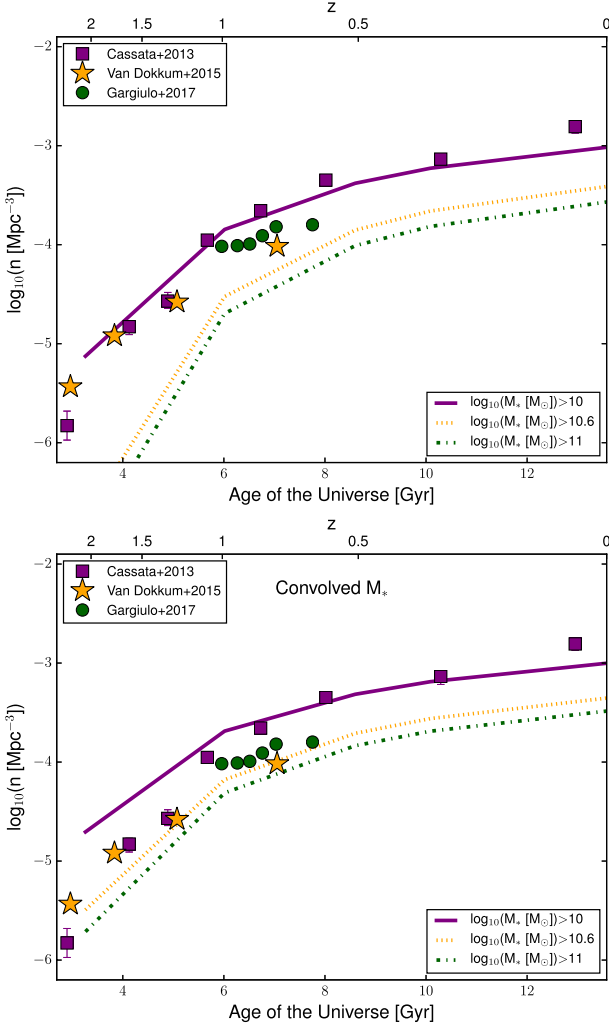 z
2 1.5 1 0.5 0
Cassata+2013
Van Dokkum+2015
Gargiulo+2017
−2
−3
−4
−5
−6
log₁₀(n [Mpc⁻³])
log₁₀(M* [M☉])>10
log₁₀(M* [M☉])>10.6
log₁₀(M* [M☉])>11
4 6 8 10 12
Age of the Universe [Gyr]
z
2 1.5 1 0.5 0
Cassata+2013
Van Dokkum+2015
Gargiulo+2017
Convolved M*
−2
−3
−4
−5
−6
log₁₀(n [Mpc⁻³])
log₁₀(M* [M☉])>10
log₁₀(M* [M☉])>10.6
log₁₀(M* [M☉])>11
4 6 8 10 12
Age of the Universe [Gyr]